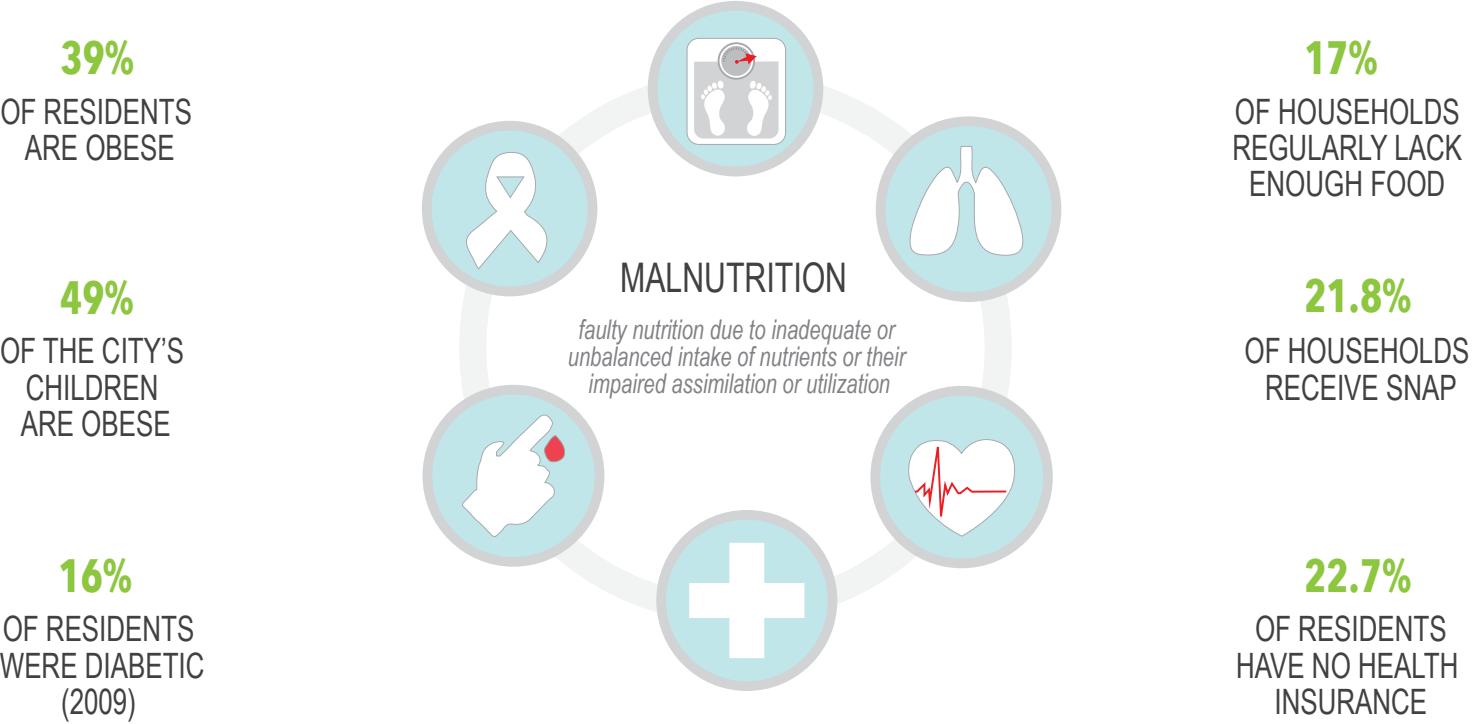 39%
OF RESIDENTS
ARE OBESE
49%
OF THE CITY'S
CHILDREN
ARE OBESE
16%
OF RESIDENTS
WERE DIABETIC
(2009)
MALNUTRITION
faulty nutrition due to inadequate or
unbalanced intake of nutrients or their
impaired assimilation or utilization
17%
OF HOUSEHOLDS
REGULARLY LACK
ENOUGH FOOD
21.8%
OF HOUSEHOLDS
RECEIVE SNAP
22.7%
OF RESIDENTS
HAVE NO HEALTH
INSURANCE